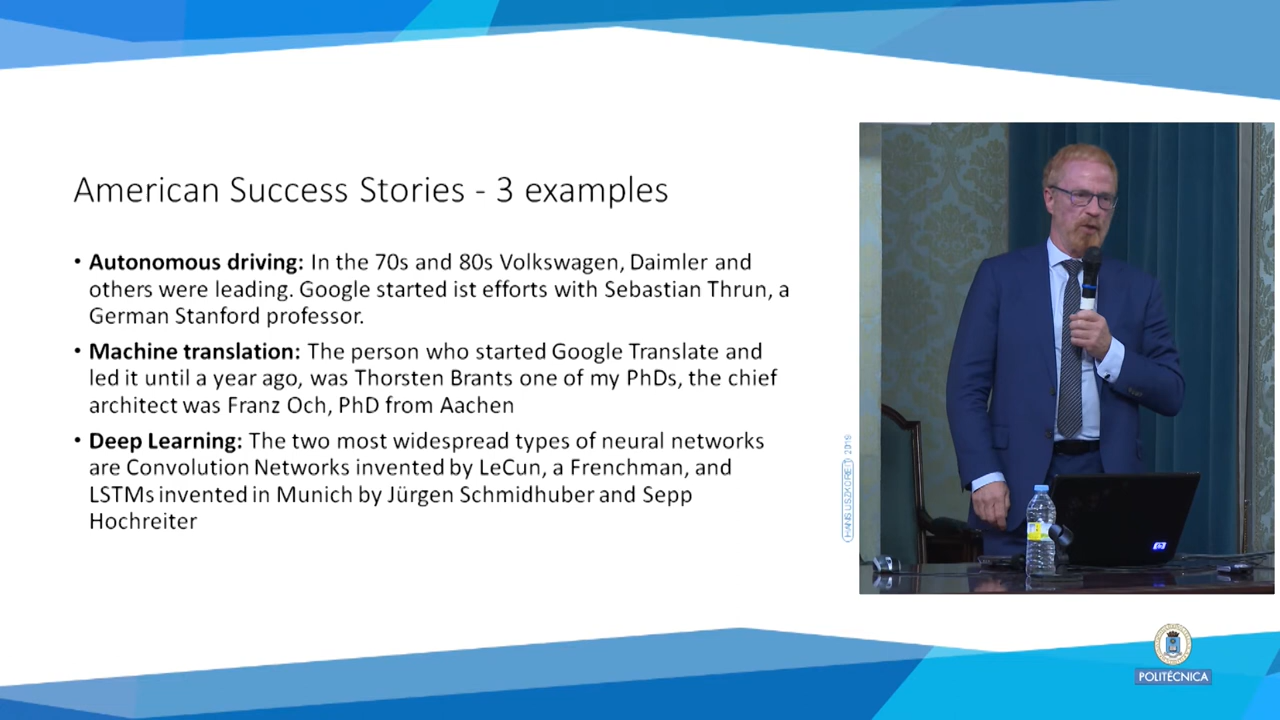 American Success Stories - 3 examples
• Autonomous driving: In the 70s and 80s Volkswagen, Daimler and
others were leading. Google started ist efforts with Sebastian Thrun, a
German Stanford professor.
• Machine translation: The person who started Google Translate and
led it until a year ago, was Thorsten Brants one of my PhDs, the chief
architect was Franz Och, PhD from Aachen
• Deep Learning: The two most widespread types of neural networks
are Convolution Networks invented by LeCun, a Frenchman, and
LSTMs invented in Munich by Jürgen Schmidhuber and Sepp
Hochreiter
HANS USZKOREIT 2019
hp
POLITÉCNICA